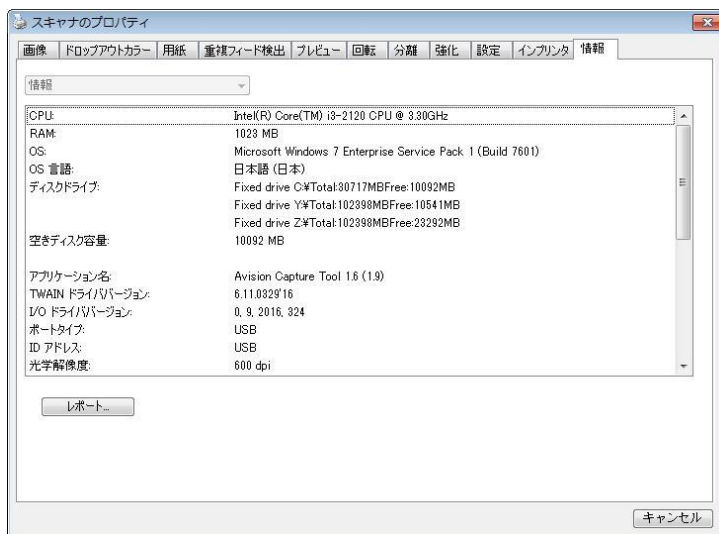 スキャナのプロパティ
画像 ドロップアウトカラー 用紙 重複フィード検出 プレビュー 回転 分離 強化 設定 インプリンタ 情報
情報
CPU: Intel(R) Core(TM) i3-2120 CPU @ 3.30GHz
RAM: 1023 MB
OS: Microsoft Windows 7 Enterprise Service Pack 1 (Build 7601)
OS 言語: 日本語 (日本)
ディスクドライブ: Fixed drive C:¥Total:30717MBFree:10092MB
Fixed drive Y:¥Total:102398MBFree:10541MB
Fixed drive Z:¥Total:102398MBFree:23292MB
空きディスク容量: 10092 MB
アプリケーション名: Avision Capture Tool 1.6 (1.9)
TWAIN ドライババージョン: 6.11.0329'16
I/O ドライババージョン: 0, 9, 2016, 324
ポートタイプ: USB
ID アドレス: USB
光学解像度: 600 dpi
レポート...
キャンセル